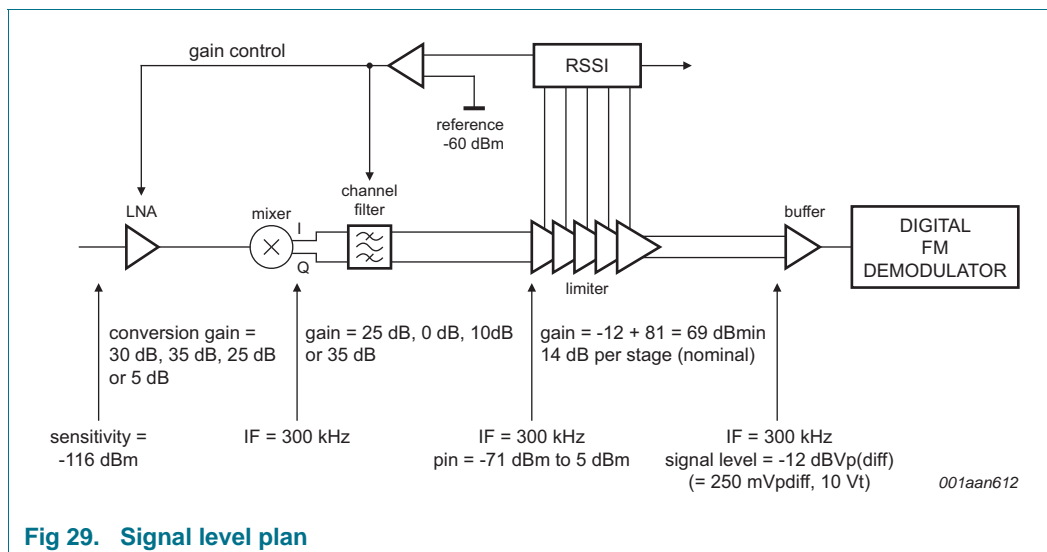 gain control
RSSI
reference
-60 dBm
channel
filter
LNA
mixer
I
Q
limiter
buffer
DIGITAL
FM
DEMODULATOR
conversion gain =
30 dB, 35 dB, 25 dB
or 5 dB
gain = 25 dB, 0 dB, 10dB
or 35 dB
gain = -12 + 81 = 69 dBmin
14 dB per stage (nominal)
sensitivity =
-116 dBm
IF = 300 kHz
IF = 300 kHz
pin = -71 dBm to 5 dBm
IF = 300 kHz
signal level = -12 dBVp(diff)
(= 250 mVpdiff, 10 Vt)
001aan612
Fig 29. Signal level plan